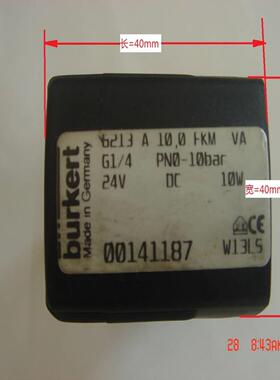 长=40mm
6213 A 10,0 FKM VA
G1/4 PN0-10bar
24V DC 10W
burkert
Made in Germany
00141187
W13LS
宽=40mm
28 8:43AM